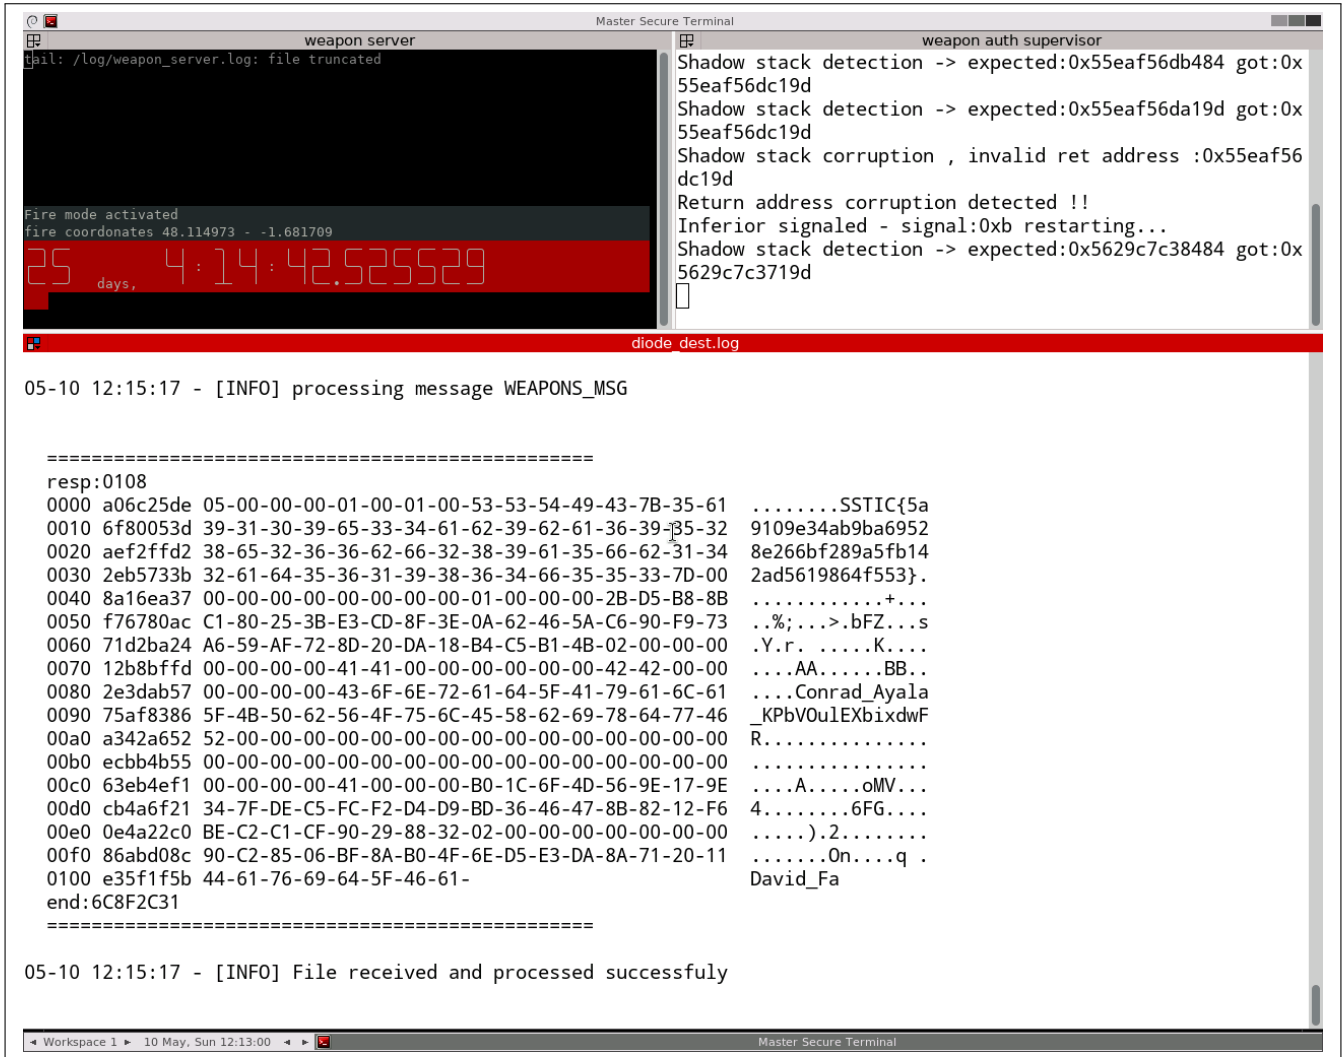 Master Secure Terminal
weapon server
tail: /log/weapon_server.log: file truncated
Fire mode activated
fire coordonates 48.114973 - -1.681709
25 days, 4:14:42.525529
weapon auth supervisor
Shadow stack detection -> expected:0x55eaf56db484 got:0x
55eaf56dc19d
Shadow stack detection -> expected:0x55eaf56da19d got:0x
55eaf56dc19d
Shadow stack corruption , invalid ret address :0x55eaf56
dc19d
Return address corruption detected !!
Inferior signaled - signal:0xb restarting...
Shadow stack detection -> expected:0x5629c7c38484 got:0x
5629c7c3719d
diode_dest.log
05-10 12:15:17 - [INFO] processing message WEAPONS_MSG
=================================================
resp:0108
0000 a06c25de 05-00-00-00-01-00-01-00-53-53-54-49-43-7B-35-61 ........SSTIC{5a
0010 6f80053d 39-31-30-39-65-33-34-61-62-39-62-61-36-39-35-32 9109e34ab9ba6952
0020 aef2ffd2 38-65-32-36-36-62-66-32-38-39-61-35-66-62-31-34 8e266bf289a5fb14
0030 2eb5733b 32-61-64-35-36-31-39-38-36-34-66-35-35-33-7D-00 2ad5619864f553}.
0040 8a16ea37 00-00-00-00-00-00-00-00-01-00-00-00-2B-D5-B8-8B ............+...
0050 f76780ac C1-80-25-3B-E3-CD-8F-3E-0A-62-46-5A-C6-90-F9-73 ..%;...>.bFZ...s
0060 71d2ba24 A6-59-AF-72-8D-20-DA-18-B4-C5-B1-4B-02-00-00-00 .Y.r. .....K....
0070 12b8bffd 00-00-00-00-41-41-00-00-00-00-00-00-42-42-00-00 ....AA......BB..
0080 2e3dab57 00-00-00-00-43-6F-6E-72-61-64-5F-41-79-61-6C-61 ....Conrad_Ayala
0090 75af8386 5F-4B-50-62-56-4F-75-6C-45-58-62-69-78-64-77-46 _KPbVOulEXbixdwF
00a0 a342a652 52-00-00-00-00-00-00-00-00-00-00-00-00-00-00-00 R...............
00b0 ecbb4b55 00-00-00-00-00-00-00-00-00-00-00-00-00-00-00-00 ................
00c0 63eb4ef1 00-00-00-00-41-00-00-00-B0-1C-6F-4D-56-9E-17-9E ....A.....oMV...
00d0 cb4a6f21 34-7F-DE-C5-FC-F2-D4-D9-BD-36-46-47-8B-82-12-F6 4........6FG....
00e0 0e4a22c0 BE-C2-C1-CF-90-29-88-32-02-00-00-00-00-00-00-00 .....).2........
00f0 86abd08c 90-C2-85-06-BF-8A-B0-4F-6E-D5-E3-DA-8A-71-20-11 .......On....q .
0100 e35f1f5b 44-61-76-69-64-5F-46-61- David_Fa
end:6C8F2C31
=================================================
05-10 12:15:17 - [INFO] File received and processed successfuly
Workspace 1 10 May, Sun 12:13:00 Master Secure Terminal